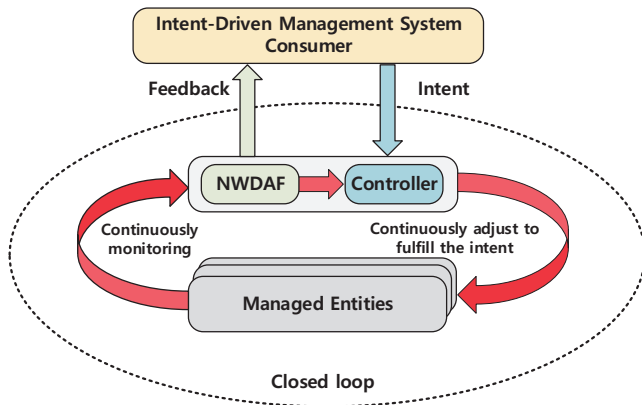 Intent-Driven Management System
Consumer
Feedback
Intent
NWDAF
Controller
Continuously
monitoring
Continuously adjust to
fulfill the intent
Managed Entities
Closed loop